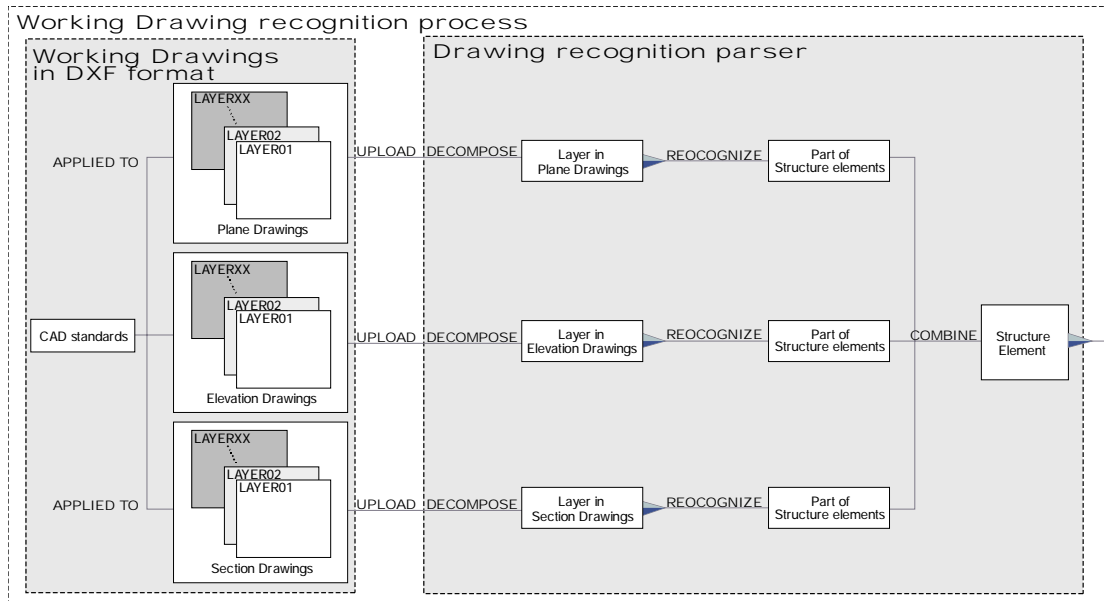 Working Drawing recognition process
Working Drawings
in DXF format
Drawing recognition parser
LAYERXX
LAYER02
LAYER01
Plane Drawings
APPLIED TO
UPLOAD
DECOMPOSE
Layer in
Plane Drawings
REOCOGNIZE
Part of
Structure elements
CAD standards
LAYERXX
LAYER02
LAYER01
Elevation Drawings
UPLOAD
DECOMPOSE
Layer in
Elevation Drawings
REOCOGNIZE
Part of
Structure elements
COMBINE
Structure
Element
APPLIED TO
LAYERXX
LAYER02
LAYER01
Section Drawings
UPLOAD
DECOMPOSE
Layer in
Section Drawings
REOCOGNIZE
Part of
Structure elements